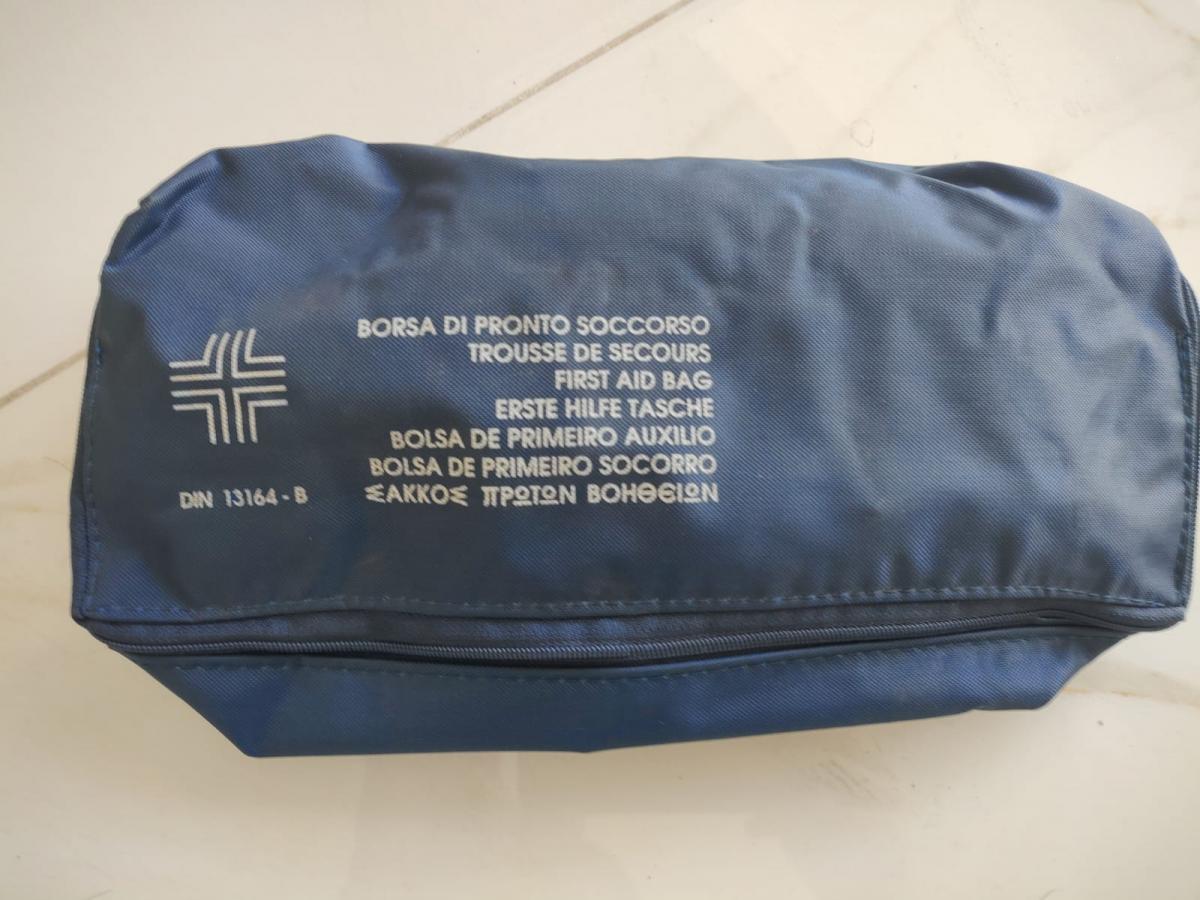 BORSA DI PRONTO SOCCORSO
TROUSSE DE SECOURS
FIRST AID BAG
ERSTE HILFE TASCHE
BOLSA DE PRIMEIRO AUXILIO
BOLSA DE PRIMEIRO SOCORRO
ΣΑΚΚΟΣ ΠΡΩΤΩΝ ΒΟΗΘΕΙΩΝ
DIN 13164 - B